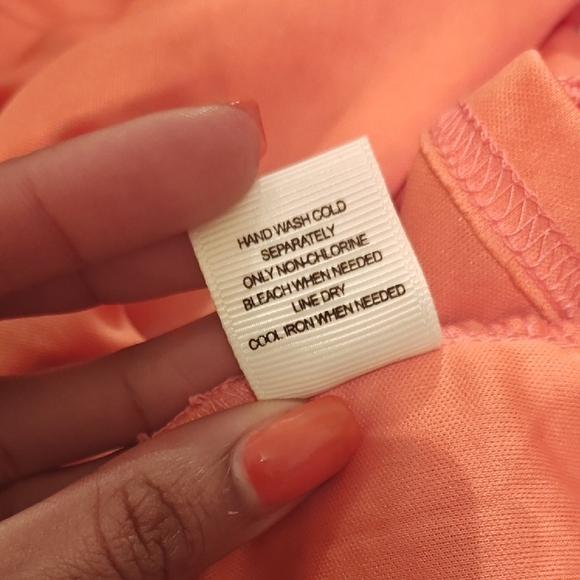 HAND WASH COLD
SEPARATELY
ONLY NON-CHLORINE
BLEACH WHEN NEEDED
LINE DRY
COOL IRON WHEN NEEDED